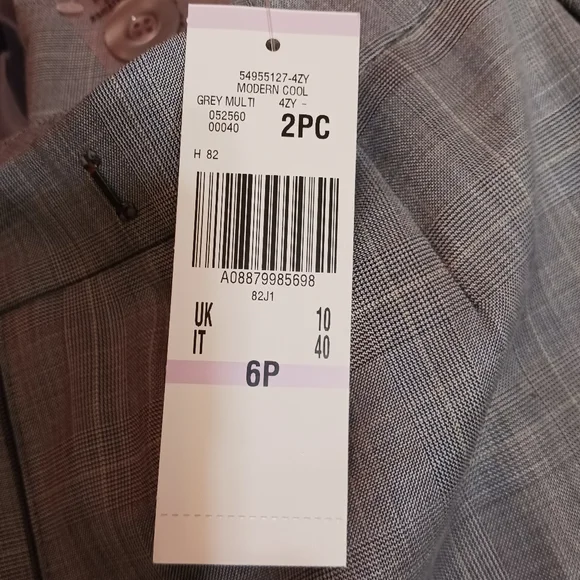 54955127-4ZY
MODERN COOL
GREY MULTI 4ZY -
052560
00040 2PC
H 82
A08879985698
82J1
UK 10
IT 40
6P